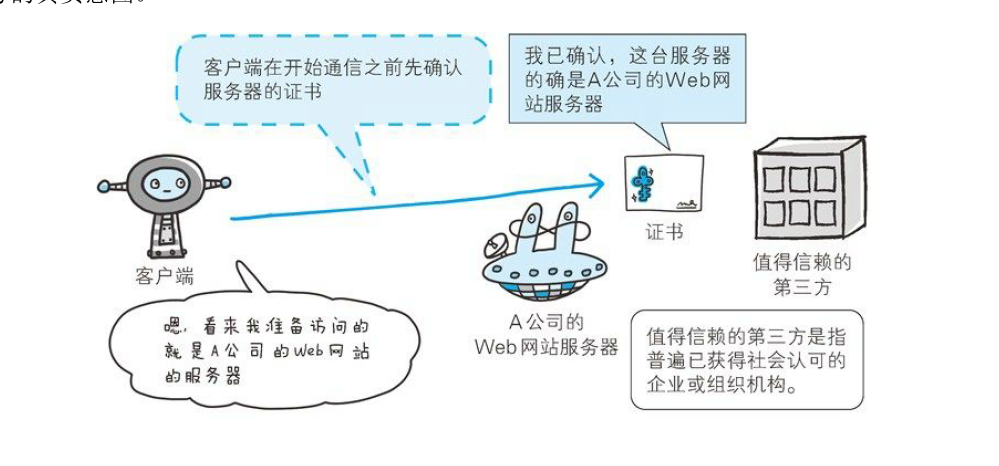 客户端在开始通信之前先确认
服务器的证书
我已确认，这台服务器
的确是A公司的Web网
站服务器
证书
客户端
值得信赖的
第三方
嗯，看来我准备访问的
就是A公司的Web网站
的服务器
A公司的
Web网站服务器
值得信赖的第三方是指
普遍已获得社会认可的
企业或组织机构。